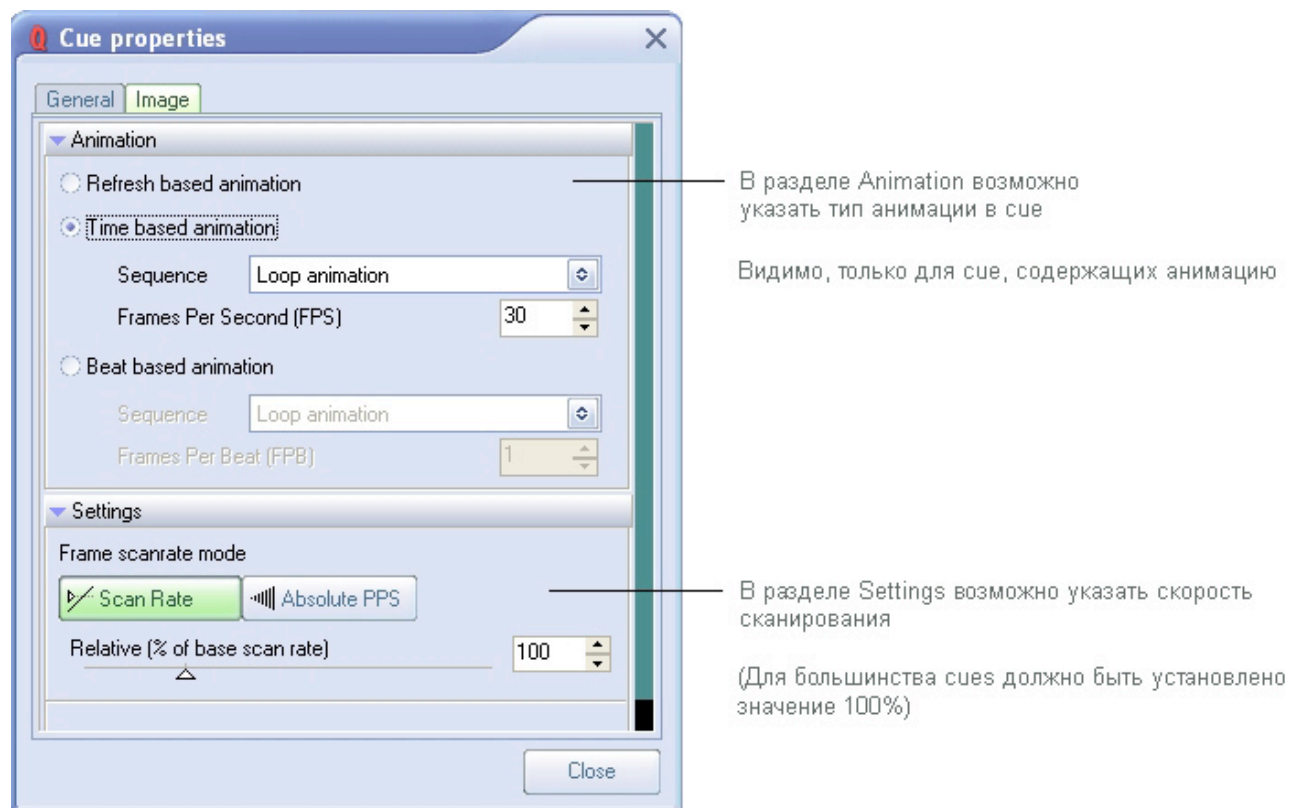 Cue properties
General Image
Animation
Refresh based animation
Time based animation
Sequence Loop animation
Frames Per Second (FPS) 30
Beat based animation
Sequence Loop animation
Frames Per Beat (FPB) 1
Settings
Frame scanrate mode
Scan Rate Absolute PPS
Relative (% of base scan rate) 100
Close
В разделе Animation возможно
указать тип анимации в cue
Видимо, только для cue, содержащих анимацию
В разделе Settings возможно указать скорость
сканирования
(Для большинства cues должно быть установлено
значение 100%)